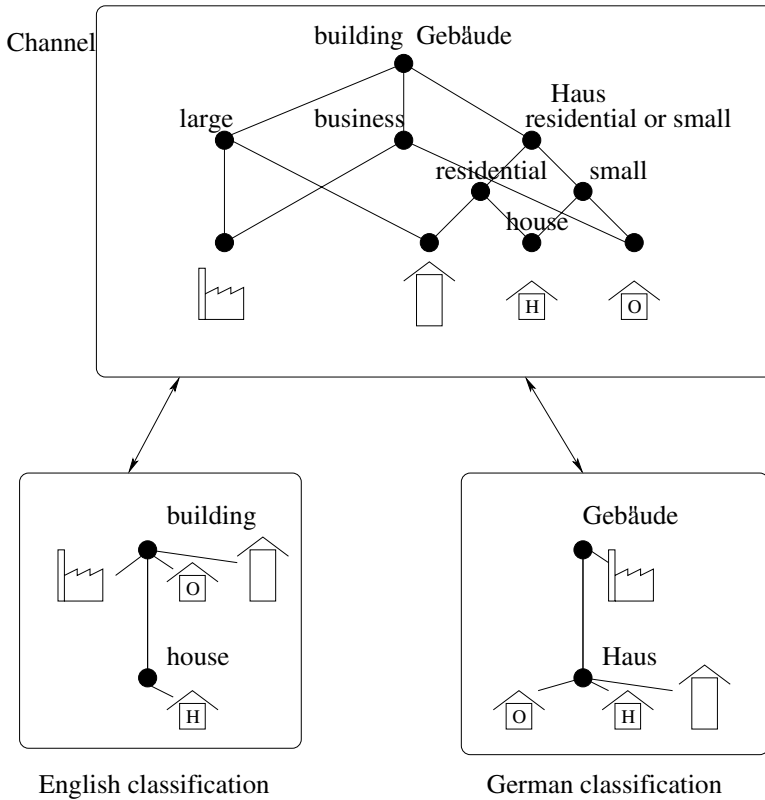 Channel
building Gebäude
Haus
large business residential or small
residential small
house
H O
building Gebäude
O
house Haus
H O H
English classification German classification